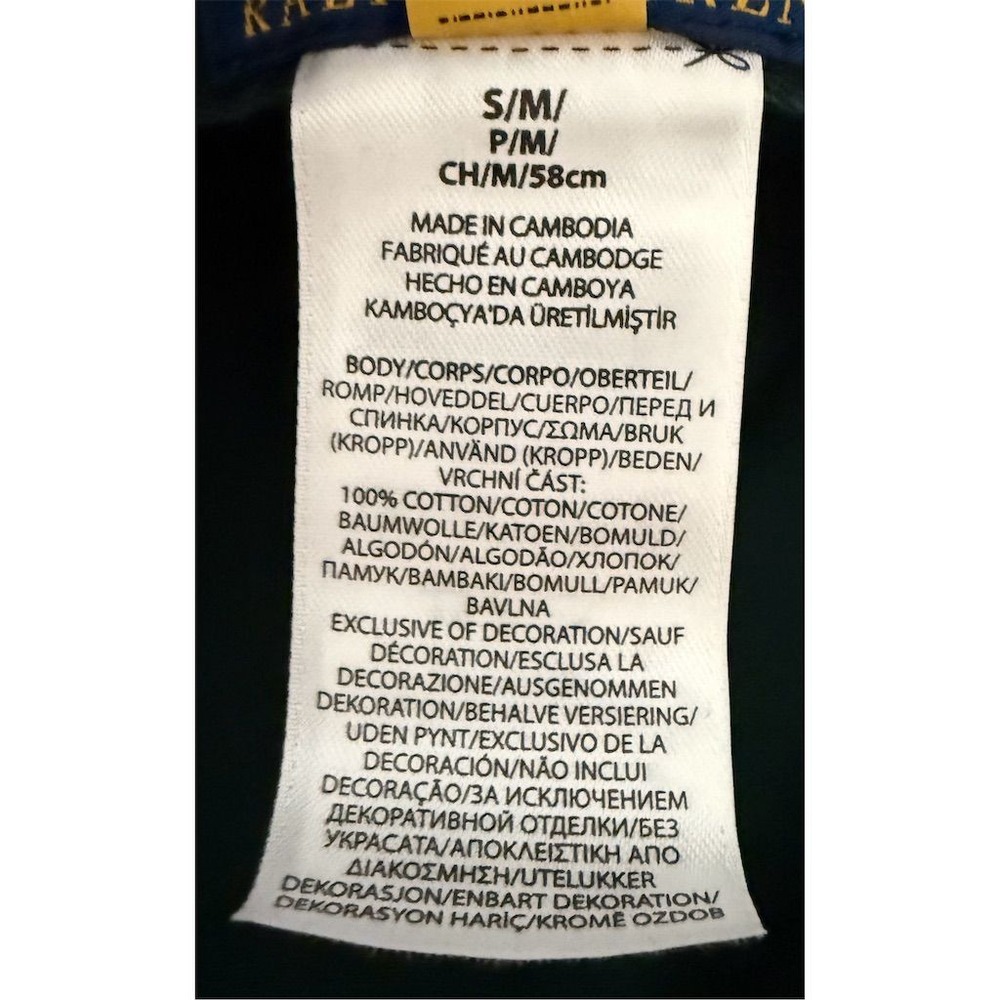 S/M/
P/M/
CH/M/58cm
MADE IN CAMBODIA
FABRIQUÉ AU CAMBODGE
HECHO EN CAMBOYA
KAMBOÇYA'DA ÜRETİLMİŞTİR
BODY/CORPS/CORPO/OBERTEIL/
ROMP/HOVEDDEL/CUERPO/ПЕРЕД И
СПИНКА/КОРПУС/ΣΩΜΑ/BRUK
(KROPP)/ANVÄND (KROPP)/BEDEN/
VRCHNÍ ČÁST:
100% COTTON/COTON/COTONE/
BAUMWOLLE/KATOEN/BOMULD/
ALGODÓN/ALGODÃO/ХЛОПОК/
ПАМУК/ΒΑΜΒΑΚΙ/BOMULL/PAMUK/
BAVLNA
EXCLUSIVE OF DECORATION/SAUF
DÉCORATION/ESCLUSA LA
DECORAZIONE/AUSGENOMMEN
DEKORATION/BEHALVE VERSIERING/
UDEN PYNT/EXCLUSIVO DE LA
DECORACIÓN/NÃO INCLUI
DECORAÇÃO/ЗА ИСКЛЮЧЕНИЕМ
ДЕКОРАТИВНОЙ ОТДЕЛКИ/БЕЗ
УКРАСАТА/ΑΠΟΚΛΕΙΣΤΙΚΗ ΑΠΟ
ΔΙΑΚΟΣΜΗΣΗ/UTELUKKER
DEKORASJON/ENBART DEKORATION/
DEKORASYON HARİÇ/KROMĚ OZDOB